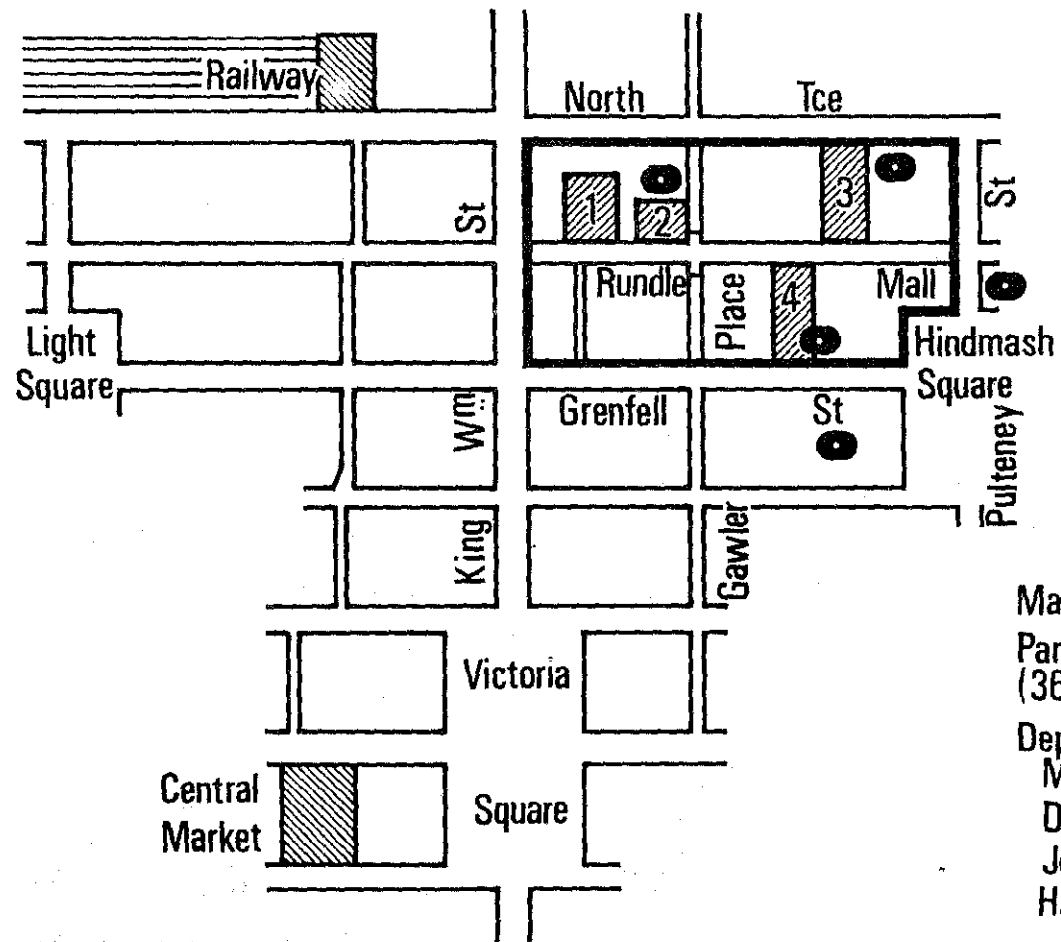 Railway
North Tce
St
St
1
2
3
Rundle
Mall
4
Place
Light
Square
Hindmash
Square
Wm.
Grenfell
St
Pulteney
King
Gawler
Victoria
Central
Market
Square
(36